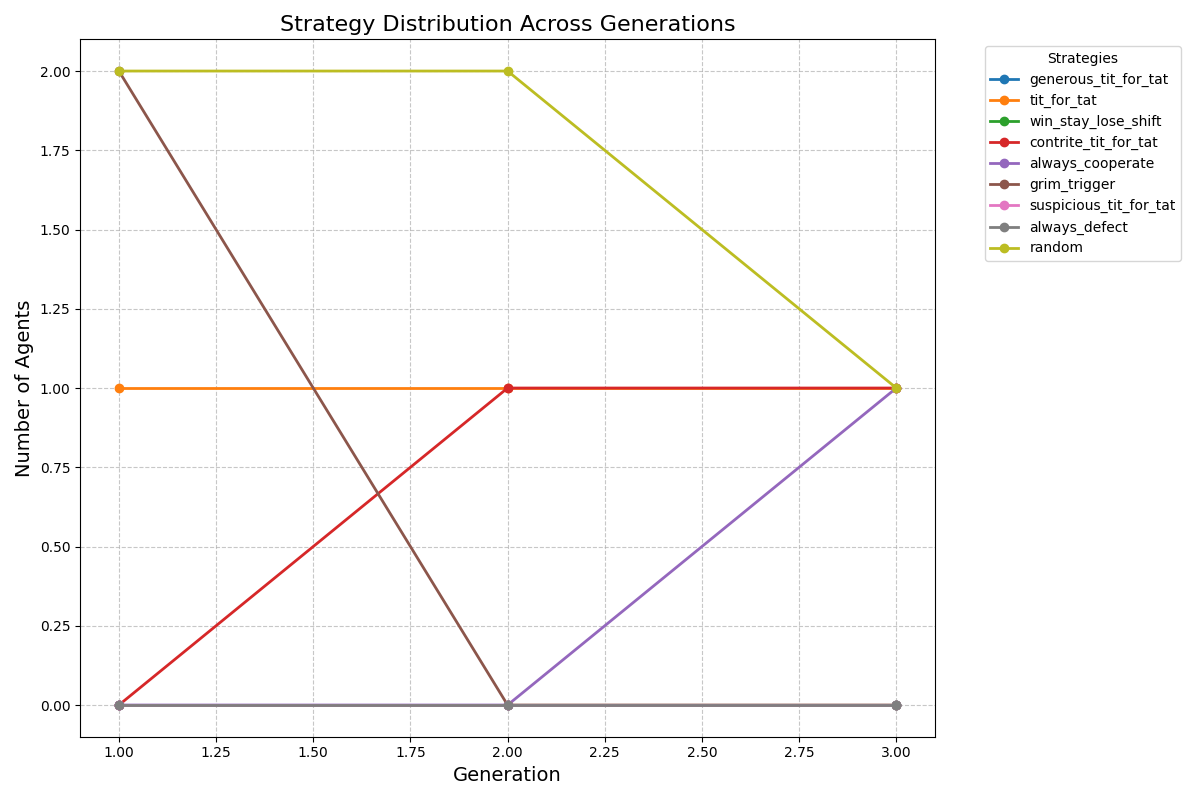 Strategy Distribution Across Generations
Number of Agents
2.00
1.75
1.50
1.25
1.00
0.75
0.50
0.25
0.00
1.00 1.25 1.50 1.75 2.00 2.25 2.50 2.75 3.00
Generation
Strategies
generous_tit_for_tat
tit_for_tat
win_stay_lose_shift
contrite_tit_for_tat
always_cooperate
grim_trigger
suspicious_tit_for_tat
always_defect
random